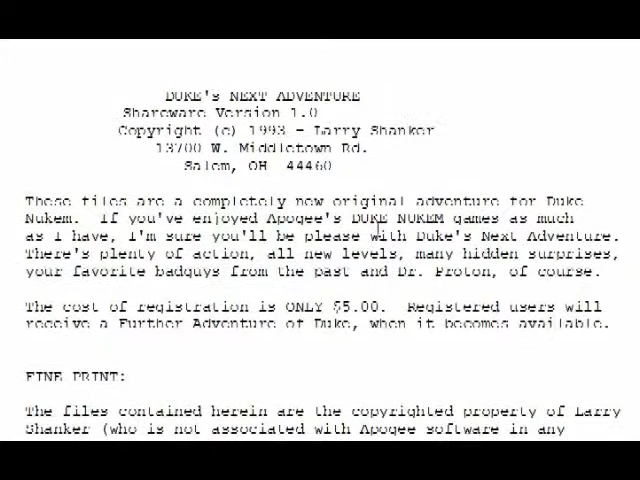 DUKE's NEXT ADVENTURE
Shareware Version 1.0
Copyright (c) 1993 - Larry Shanker
13700 W. Middletown Rd.
Salem, OH  44460
These files are a completely new original adventure for Duke
Nukem.  If you've enjoyed Apogee's DUKE NUKEM games as much
as I have, I'm sure you'll be please with Duke's Next Adventure.
There's plenty of action, all new levels, many hidden surprises,
your favorite badguys from the past and Dr. Proton, of course.
The cost of registration is ONLY $5.00.  Registered users will
receive a Further Adventure of Duke, when it becomes available.
FINE PRINT:
The files contained herein are the copyrighted property of Larry
Shanker (who is not associated with Apogee software in any